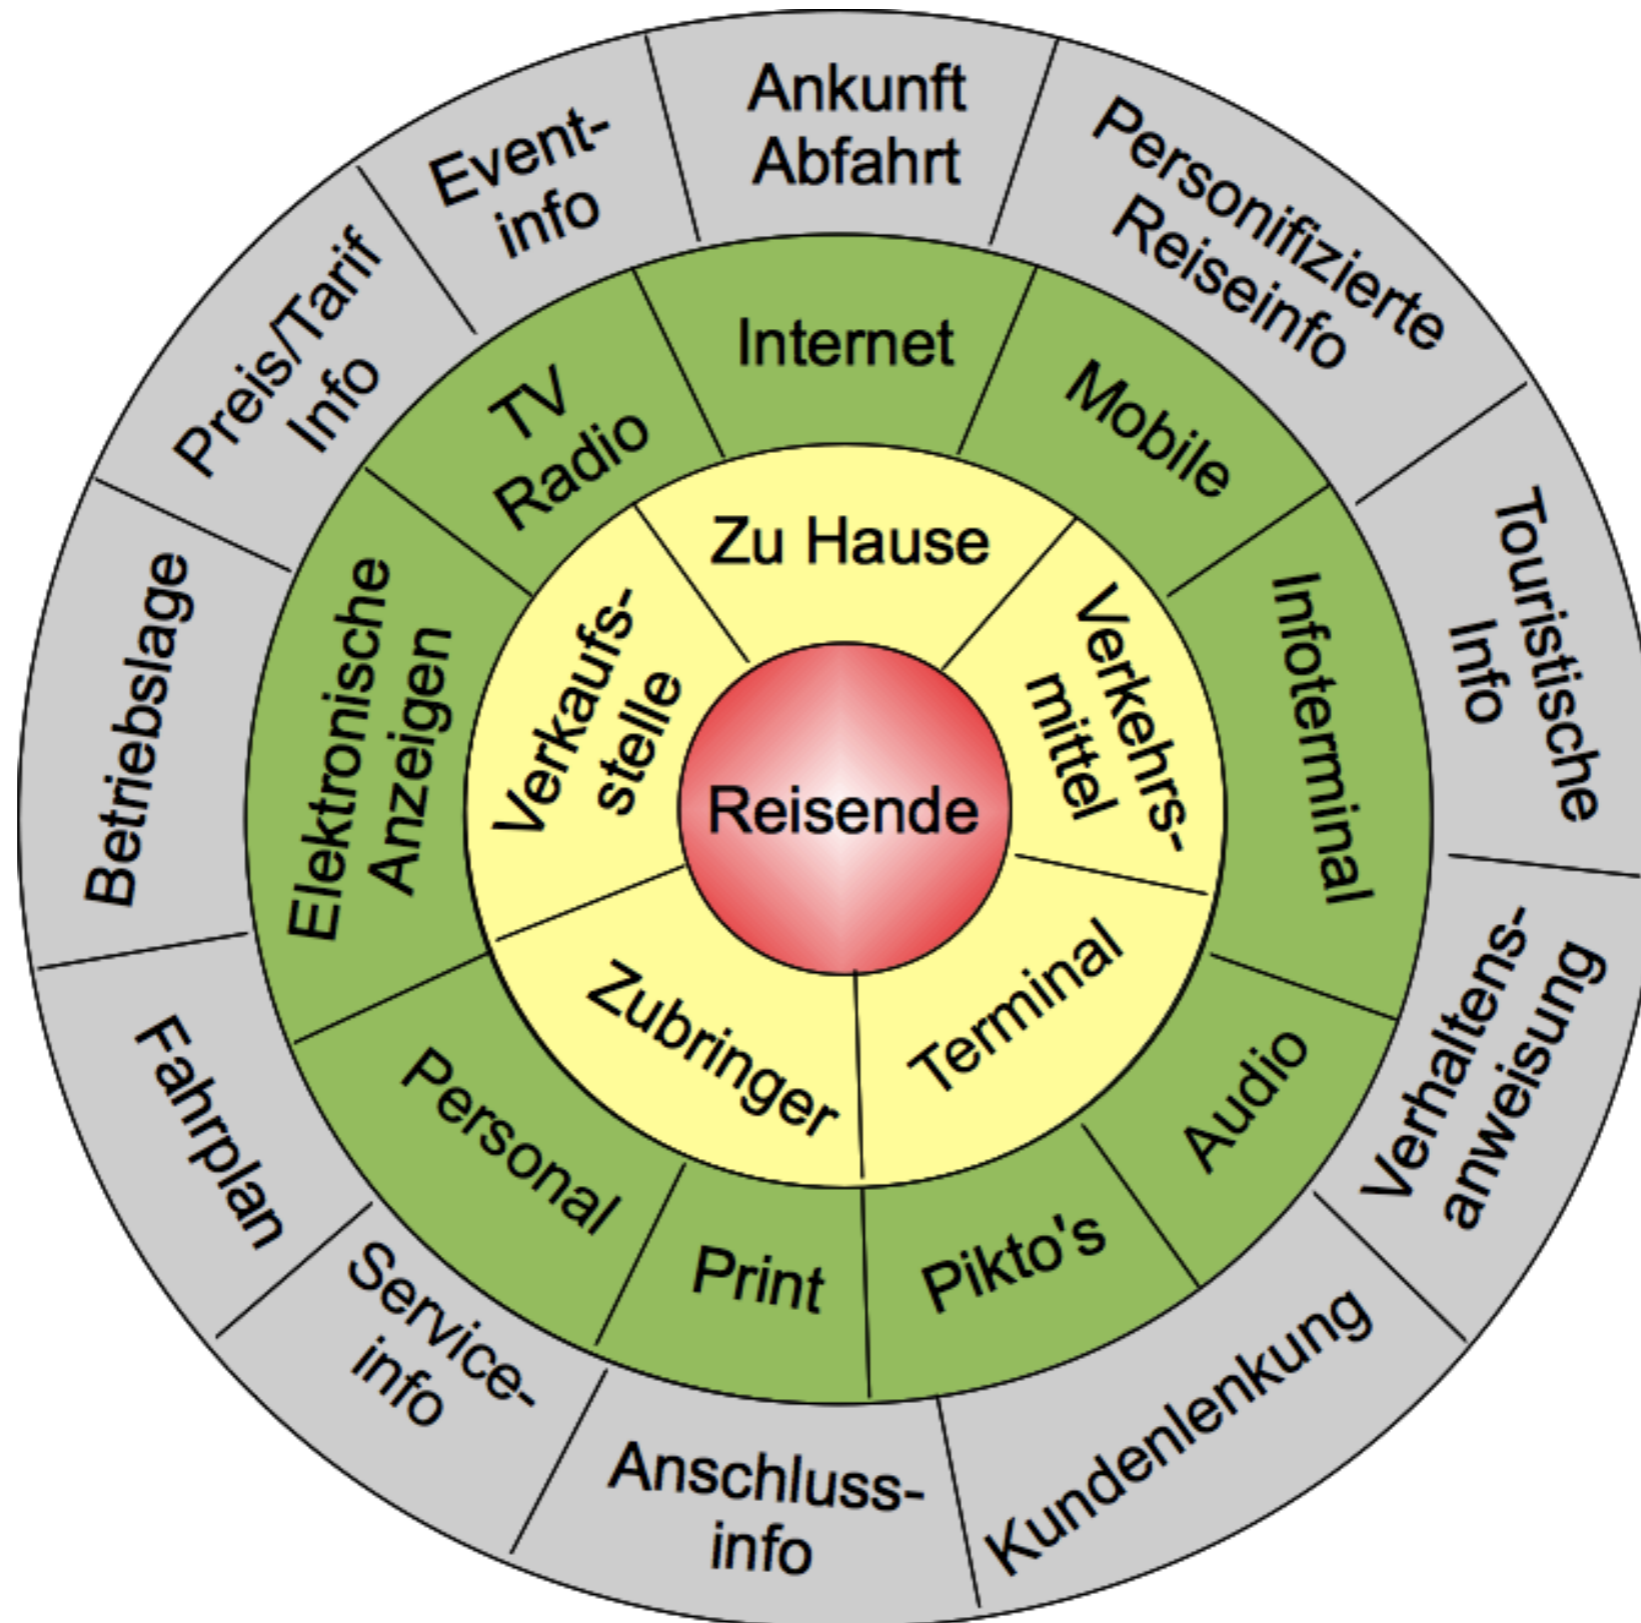 Ankunft
Abfahrt
Personifizierte
Reiseinfo
Touristische
Info
Verhaltens-
anweisung
Kundenlenkung
Anschluss-
info
Service-
info
Fahrplan
Betriebslage
Preis/Tarif
Info
Event-
info
Internet
Mobile
Infoterminal
Audio
Pikto's
Print
Personal
Elektronische
Anzeigen
TV
Radio
Zu Hause
Verkehrs-
mittel
Terminal
Zubringer
Verkaufs-
stelle
Reisende